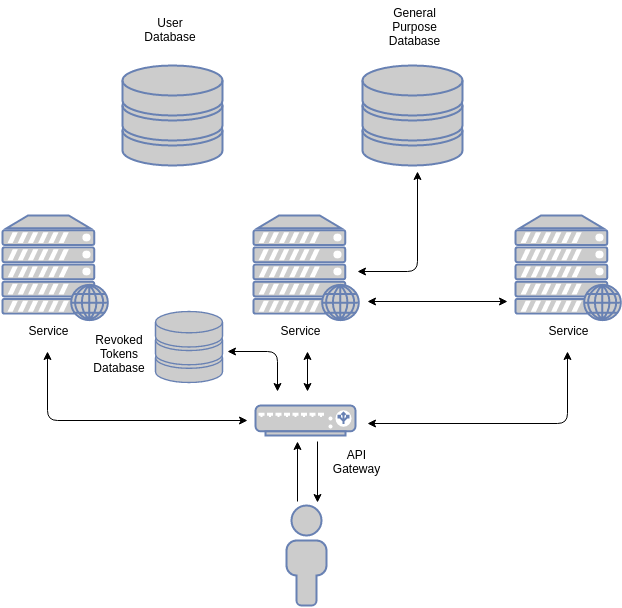 User
Database
General
Purpose
Database
Service
Service
Service
Revoked
Tokens
Database
API
Gateway